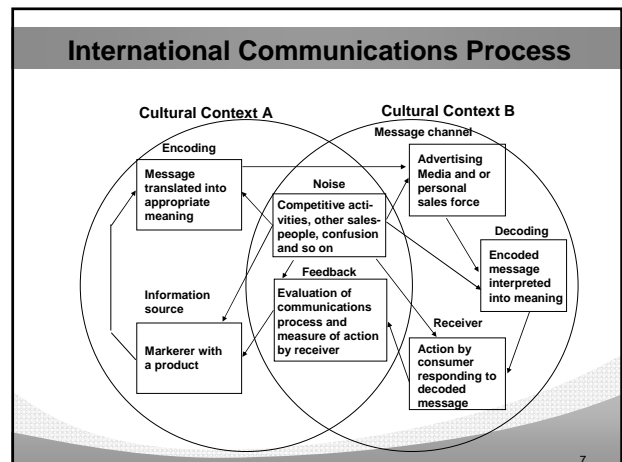 International Communications Process
Cultural Context A
Cultural Context B
Encoding
Message
translated into
appropriate
meaning
Noise
Competitive acti-
vities, other sales-
people, confusion
and so on
Message channel
Advertising
Media and or
personal
sales force
Decoding
Encoded
message
interpreted
into meaning
Information
source
Markerer with
a product
Feedback
Evaluation of
communications
process and
measure of action
by receiver
Receiver
Action by
consumer
responding to
decoded
message
7